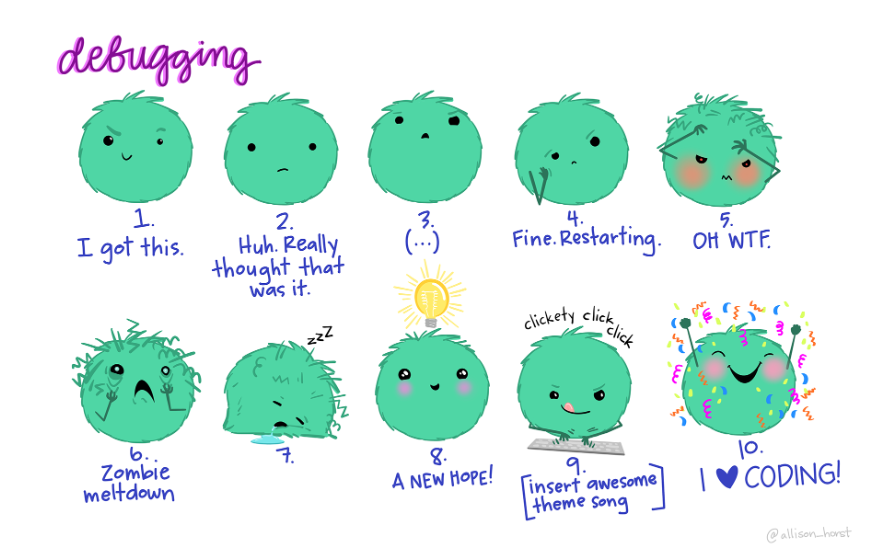 debugging
1.
I got this.
2.
Huh. Really
thought that
was it.
3.
(...)
4.
Fine. Restarting.
5.
OH WTF.
6.
Zombie
meltdown
zzZ
7.
8.
A NEW HOPE!
clickety click
click
9.
[insert awesome
theme song]
10.
I ♥ CODING!
@allison_horst